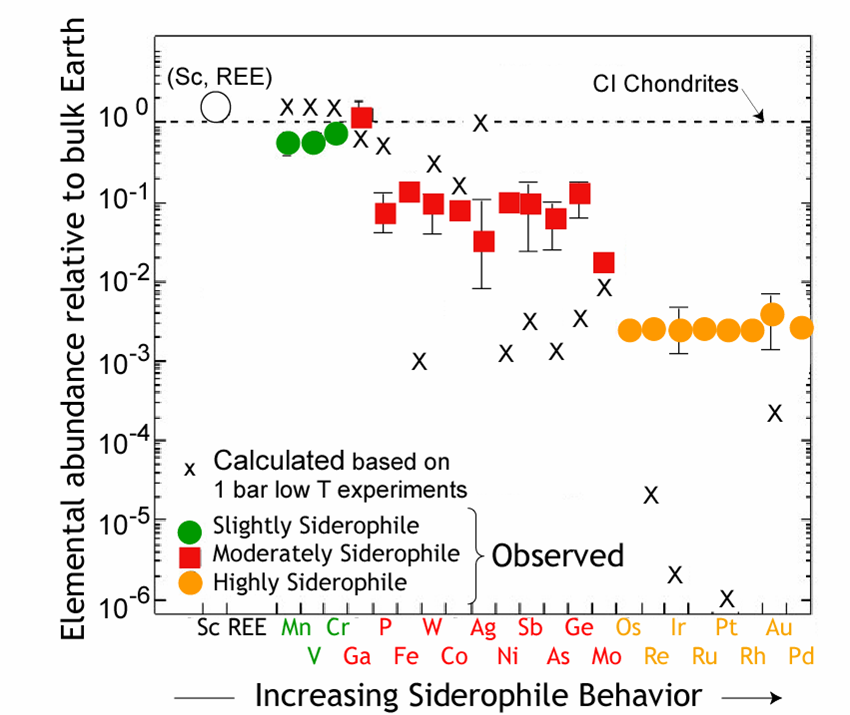 Elemental abundance relative to bulk Earth
(Sc, REE)
CI Chondrites
10 0
10-1
10-2
10-3
10-4
10-5
10-6
x Calculated based on
1 bar low T experiments
Slightly Siderophile
Moderately Siderophile
Highly Siderophile
Observed
Sc REE Mn Cr P W Ag Sb Ge Os Ir Pt Au
V Ga Fe Co Ni As Mo Re Ru Rh Pd
Increasing Siderophile Behavior